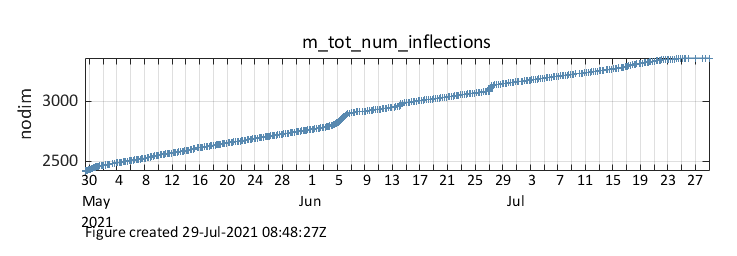 m_tot_num_inflections
nodim
3000
2500
30 4 8 12 16 20 24 28 1 5 9 13 17 21 25 29 3 7 11 15 19 23 27
May Jun Jul
2021
Figure created 29-Jul-2021 08:48:27Z